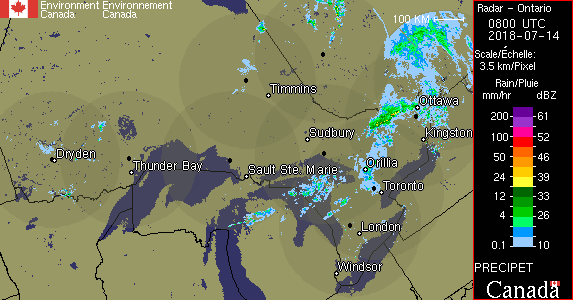 Environment Environnement
Canada Canada
100 KM
Timmins
Ottawa
Sudbury
Kingston
Dryden
Thunder Bay
Sault Ste. Marie
Orillia
Toronto
London
Windsor
Radar - Ontario
0800 UTC
2018-07-14
Scale/Échelle:
3.5 km/Pixel
Rain/Pluie
mm/hr dBZ
200 61
100 52
50 46
24 39
12 33
4 26
0.1 10
PRECIPET
Canada